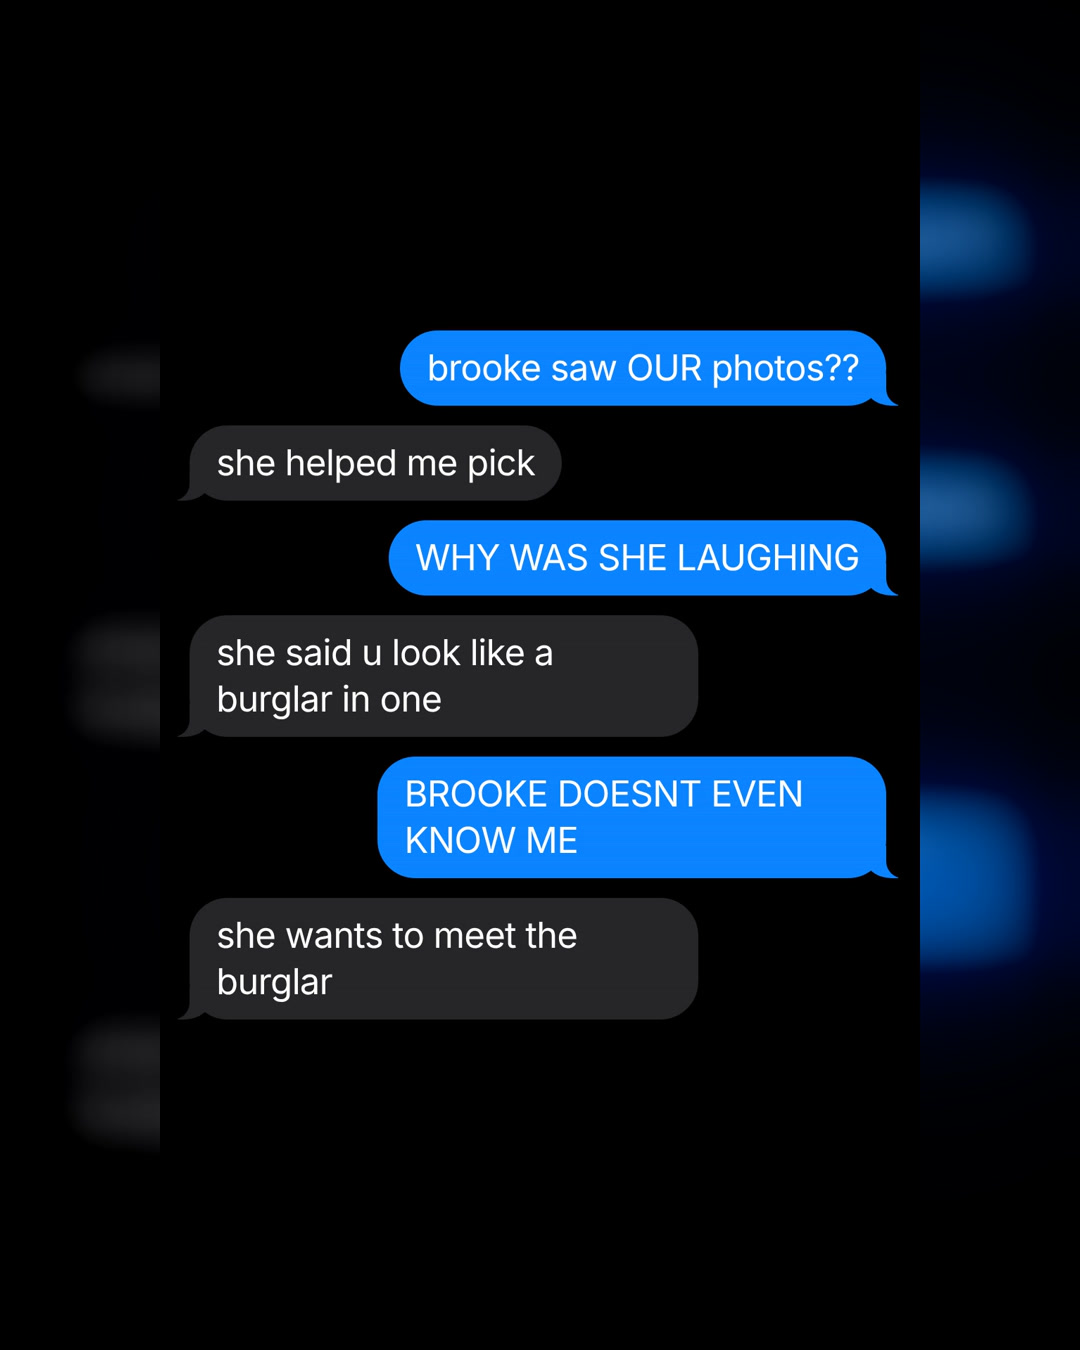 brooke saw OUR photos??
she helped me pick
WHY WAS SHE LAUGHING
she said u look like a
burglar in one
BROOKE DOESNT EVEN
KNOW ME
she wants to meet the
burglar